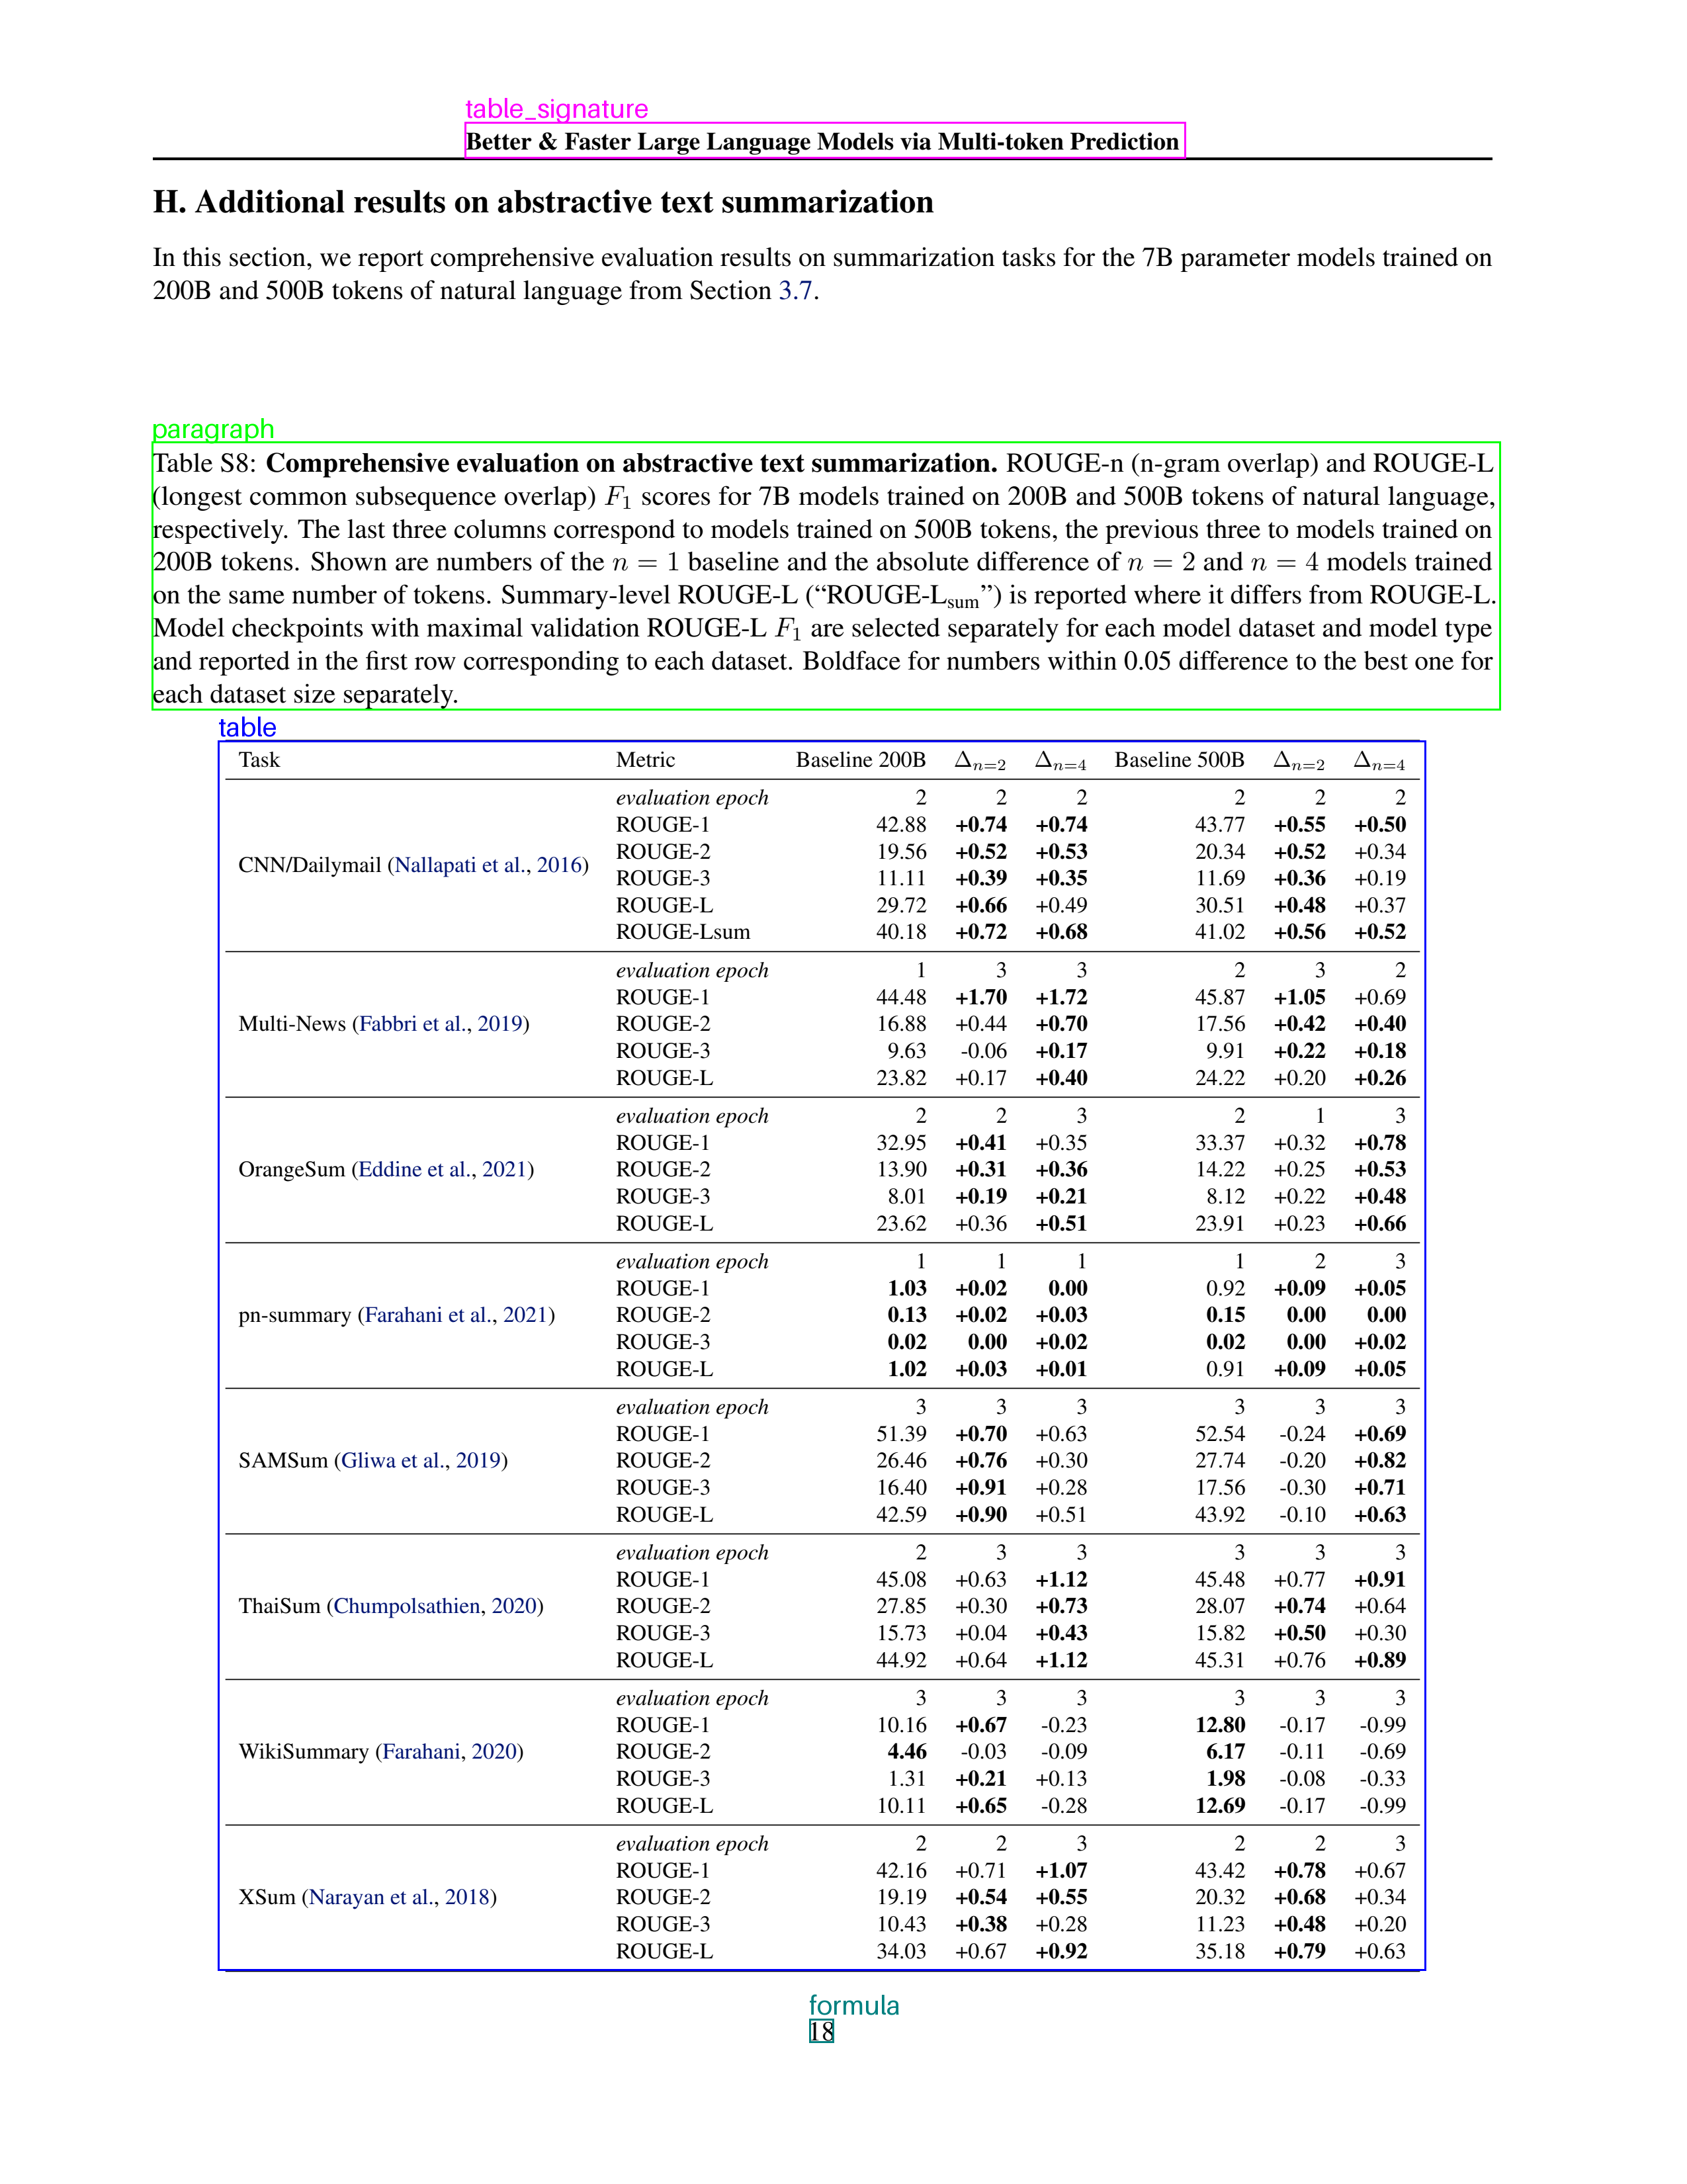 table_signature
Better & Faster Large Language Models via Multi-token Prediction
H. Additional results on abstractive text summarization
In this section, we report comprehensive evaluation results on summarization tasks for the 7B parameter models trained on
200B and 500B tokens of natural language from Section 3.7.
paragraph
Table S8: Comprehensive evaluation on abstractive text summarization. ROUGE-n (n-gram overlap) and ROUGE-L
(longest common subsequence overlap) F₁ scores for 7B models trained on 200B and 500B tokens of natural language,
respectively. The last three columns correspond to models trained on 500B tokens, the previous three to models trained on
200B tokens. Shown are numbers of the n = 1 baseline and the absolute difference of n = 2 and n = 4 models trained
on the same number of tokens. Summary-level ROUGE-L (“ROUGE-Lsum”) is reported where it differs from ROUGE-L.
Model checkpoints with maximal validation ROUGE-L F₁ are selected separately for each model dataset and model type
and reported in the first row corresponding to each dataset. Boldface for numbers within 0.05 difference to the best one for
each dataset size separately.
table
Task Metric Baseline 200B Δn=2 Δn=4 Baseline 500B Δn=2 Δn=4
evaluation epoch 2 2 2 2 2 2
ROUGE-1 42.88 +0.74 +0.74 43.77 +0.55 +0.50
ROUGE-2 19.56 +0.52 +0.53 20.34 +0.52 +0.34
CNN/Dailymail (Nallapati et al., 2016)
ROUGE-3 11.11 +0.39 +0.35 11.69 +0.36 +0.19
ROUGE-L 29.72 +0.66 +0.49 30.51 +0.48 +0.37
ROUGE-Lsum 40.18 +0.72 +0.68 41.02 +0.56 +0.52
evaluation epoch 1 3 3 2 3 2
ROUGE-1 44.48 +1.70 +1.72 45.87 +1.05 +0.69
Multi-News (Fabbri et al., 2019) ROUGE-2 16.88 +0.44 +0.70 17.56 +0.42 +0.40
ROUGE-3 9.63 -0.06 +0.17 9.91 +0.22 +0.18
ROUGE-L 23.82 +0.17 +0.40 24.22 +0.20 +0.26
evaluation epoch 2 2 3 2 1 3
ROUGE-1 32.95 +0.41 +0.35 33.37 +0.32 +0.78
OrangeSum (Eddine et al., 2021) ROUGE-2 13.90 +0.31 +0.36 14.22 +0.25 +0.53
ROUGE-3 8.01 +0.19 +0.21 8.12 +0.22 +0.48
ROUGE-L 23.62 +0.36 +0.51 23.91 +0.23 +0.66
evaluation epoch 1 1 1 1 2 3
ROUGE-1 1.03 +0.02 0.00 0.92 +0.09 +0.05
pn-summary (Farahani et al., 2021) ROUGE-2 0.13 +0.02 +0.03 0.15 0.00 0.00
ROUGE-3 0.02 0.00 +0.02 0.02 0.00 +0.02
ROUGE-L 1.02 +0.03 +0.01 0.91 +0.09 +0.05
evaluation epoch 3 3 3 3 3 3
ROUGE-1 51.39 +0.70 +0.63 52.54 -0.24 +0.69
SAMSum (Gliwa et al., 2019) ROUGE-2 26.46 +0.76 +0.30 27.74 -0.20 +0.82
ROUGE-3 16.40 +0.91 +0.28 17.56 -0.30 +0.71
ROUGE-L 42.59 +0.90 +0.51 43.92 -0.10 +0.63
evaluation epoch 2 3 3 3 3 3
ROUGE-1 45.08 +0.63 +1.12 45.48 +0.77 +0.91
ThaiSum (Chumpolsathien, 2020) ROUGE-2 27.85 +0.30 +0.73 28.07 +0.74 +0.64
ROUGE-3 15.73 +0.04 +0.43 15.82 +0.50 +0.30
ROUGE-L 44.92 +0.64 +1.12 45.31 +0.76 +0.89
evaluation epoch 3 3 3 3 3 3
ROUGE-1 10.16 +0.67 -0.23 12.80 -0.17 -0.99
WikiSummary (Farahani, 2020) ROUGE-2 4.46 -0.03 -0.09 6.17 -0.11 -0.69
ROUGE-3 1.31 +0.21 +0.13 1.98 -0.08 -0.33
ROUGE-L 10.11 +0.65 -0.28 12.69 -0.17 -0.99
evaluation epoch 2 2 3 2 2 3
ROUGE-1 42.16 +0.71 +1.07 43.42 +0.78 +0.67
XSum (Narayan et al., 2018) ROUGE-2 19.19 +0.54 +0.55 20.32 +0.68 +0.34
ROUGE-3 10.43 +0.38 +0.28 11.23 +0.48 +0.20
ROUGE-L 34.03 +0.67 +0.92 35.18 +0.79 +0.63
formula
18